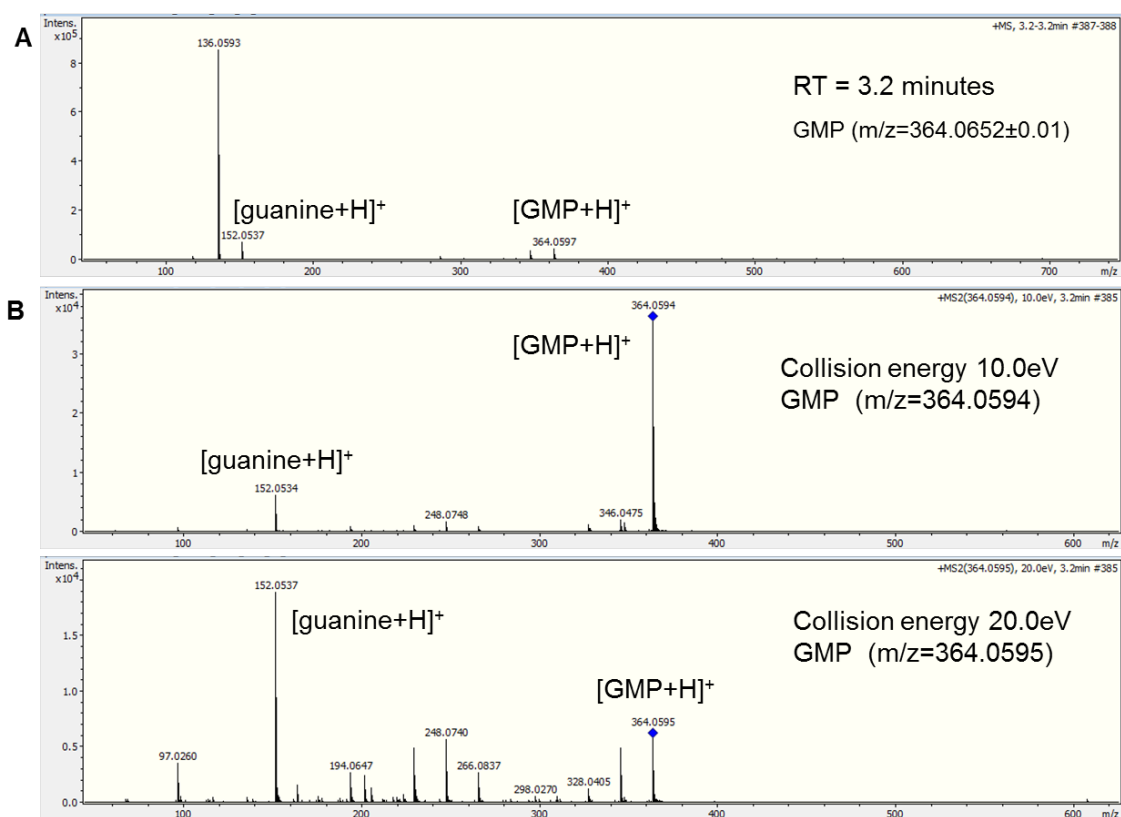 A
Intens.
x10⁵
+MS, 3.2-3.2min #387-388
136.0593
RT = 3.2 minutes
GMP (m/z=364.0652±0.01)
8
6
4
2
0
[guanine+H]⁺
[GMP+H]⁺
152.0537
364.0597
100 200 300 400 500 600 700 m/z
B
Intens.
x10⁴
+MS2(364.0594), 10.0eV, 3.2min #385
364.0594
[GMP+H]⁺
Collision energy 10.0eV
GMP (m/z=364.0594)
3
2
1
0
[guanine+H]⁺
152.0534
248.0748
346.0475
100 200 300 400 500 600 m/z
Intens.
x10⁴
+MS2(364.0595), 20.0eV, 3.2min #385
152.0537
[guanine+H]⁺
Collision energy 20.0eV
GMP (m/z=364.0595)
[GMP+H]⁺
1.5
1.0
0.5
0.0
97.0260
194.0647
248.0740
266.0837
298.0270
328.0405
364.0595
100 200 300 400 500 600 m/z